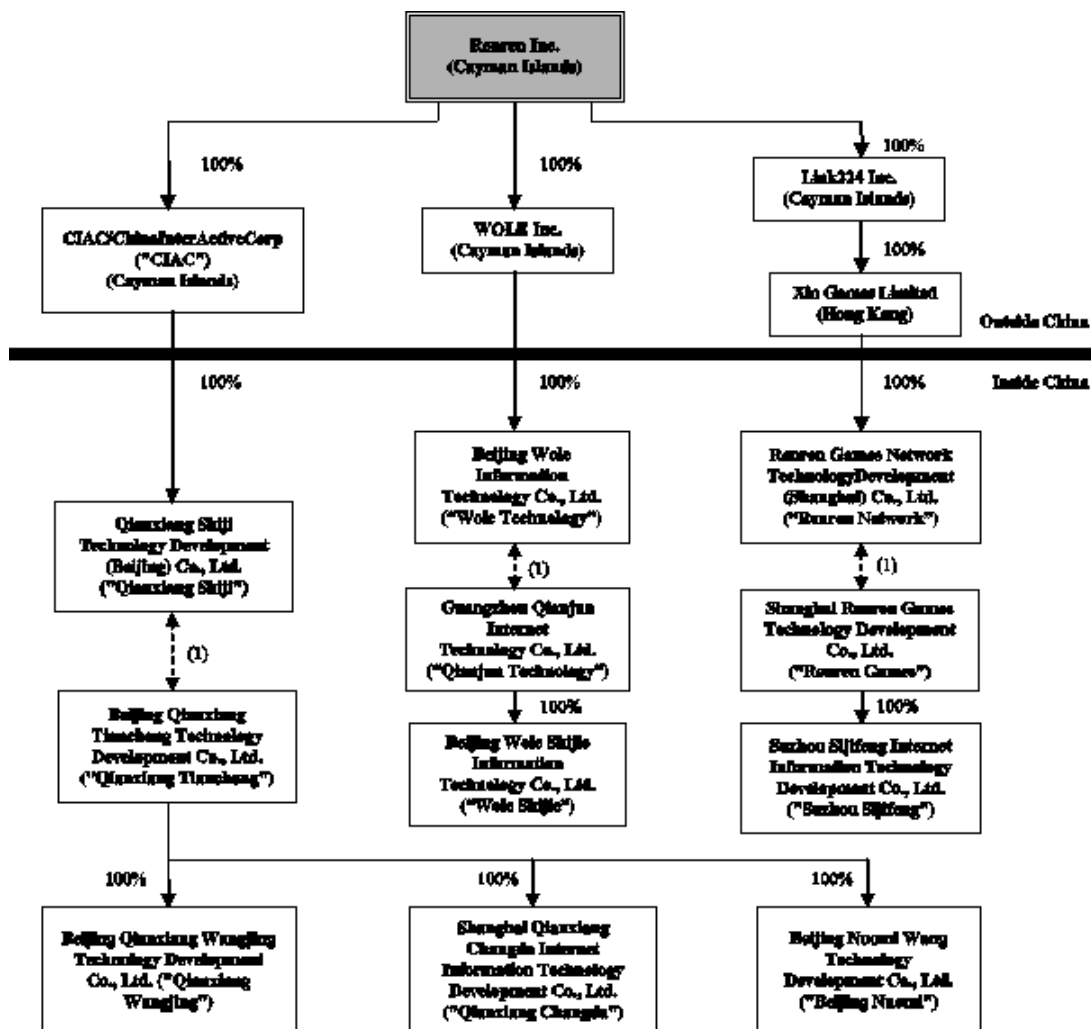 Renren Inc.
(Cayman Islands)
100%
100%
100%
Link224 Inc.
(Cayman Islands)
CIAC/ChinaInterActiveCorp
("CIAC")
(Cayman Islands)
WOLE Inc.
(Cayman Islands)
100%
Xin Games Limited
(Hong Kong)
Outside China
100%
100%
100%
Inside China
Qianxiang Shiji
Technology Development
(Beijing) Co., Ltd.
("Qianxiang Shiji")
Beijing Wole
Information
Technology Co., Ltd.
("Wole Technology")
Renren Games Network
TechnologyDevelopment
(Shanghai) Co., Ltd.
("Renren Network")
(1)
(1)
(1)
Guangzhou Qianjun
Internet
Technology Co., Ltd.
("Qianjun Technology")
Shanghai Renren Games
Technology Development
Co., Ltd.
("Renren Games")
100%
100%
Beijing Qianxiang
Tiancheng Technology
Development Co., Ltd.
("Qianxiang Tiancheng")
Beijing Wole Shijie
Information
Technology Co., Ltd.
("Wole Shijie")
Suzhou Sijifeng Internet
Information Technology
Development Co., Ltd.
("Suzhou Sijifeng")
100%
100%
100%
Beijing Qianxiang Wangjing
Technology Development
Co., Ltd. ("Qianxiang
Wangjing")
Shanghai Qianxiang
Changda Internet
Information Technology
Development Co., Ltd.
("Qianxiang Changda")
Beijing Nuomi Wang
Technology
Development Co., Ltd.
("Beijing Nuomi")